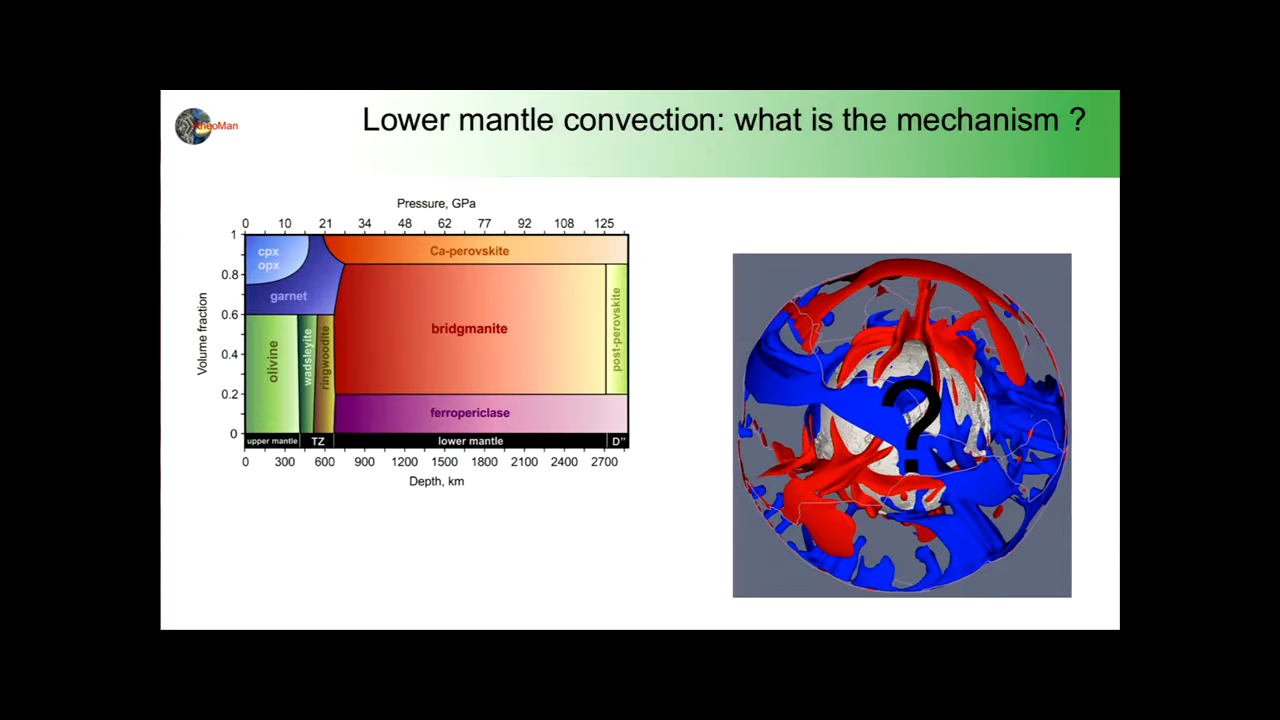 Lower mantle convection: what is the mechanism ?
RheoMan
Pressure, GPa
0 10 21 34 48 62 77 92 108 125
Volume fraction
1
0.8
0.6
0.4
0.2
0
cpx
opx
garnet
olivine
wadsleyite
ringwoodite
Ca-perovskite
bridgmanite
post-perovskite
ferropericlase
upper mantle TZ lower mantle D"
0 300 600 900 1200 1500 1800 2100 2400 2700
Depth, km
?